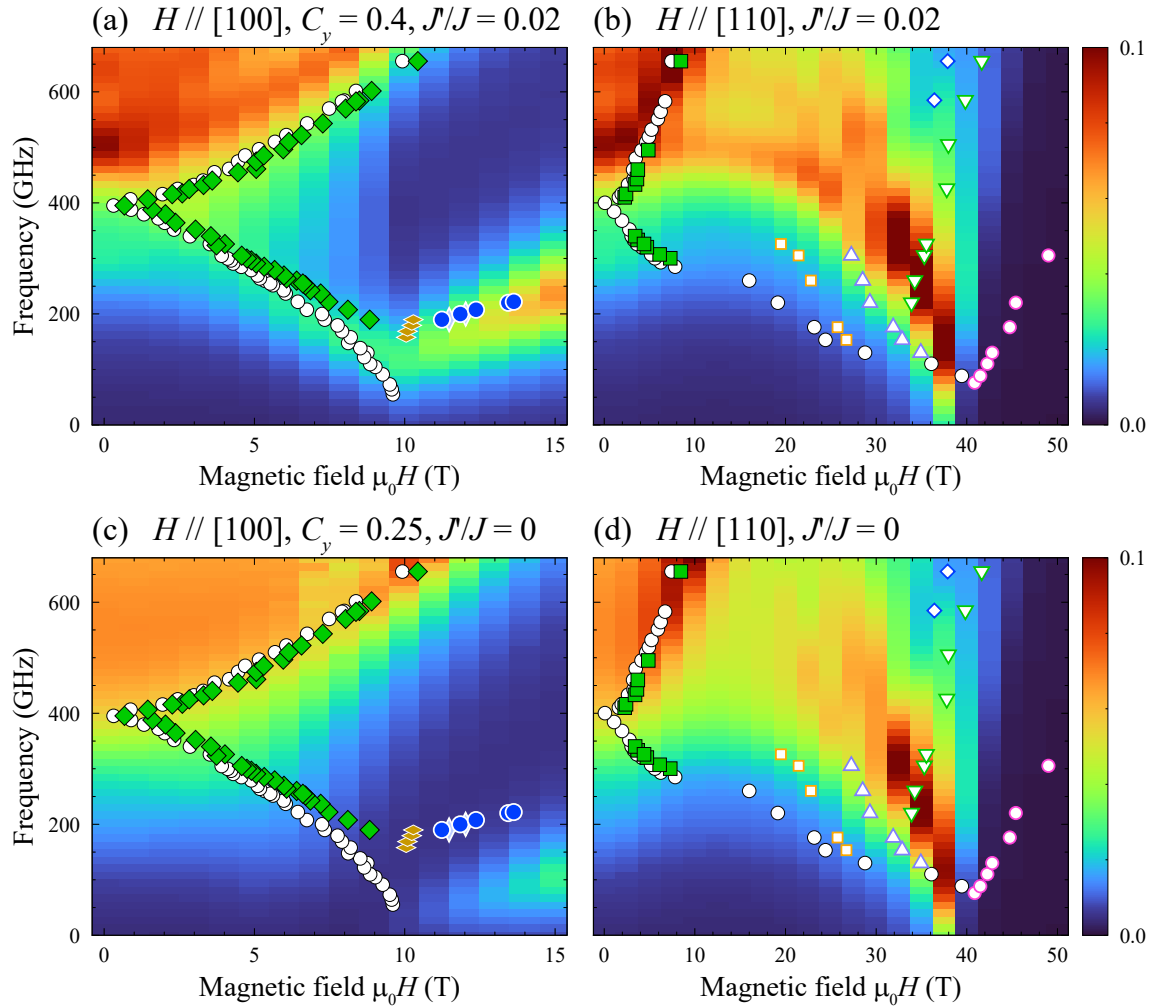 (a) H // [100], C_y = 0.4, J'/J = 0.02
(b) H // [110], J'/J = 0.02
Frequency (GHz)
600
400
200
0
0 5 10 15
Magnetic field μ₀H (T)
0 10 20 30 40 50
Magnetic field μ₀H (T)
0.1
0.0
(c) H // [100], C_y = 0.25, J'/J = 0
(d) H // [110], J'/J = 0
Frequency (GHz)
600
400
200
0
0 5 10 15
Magnetic field μ₀H (T)
0 10 20 30 40 50
Magnetic field μ₀H (T)
0.1
0.0